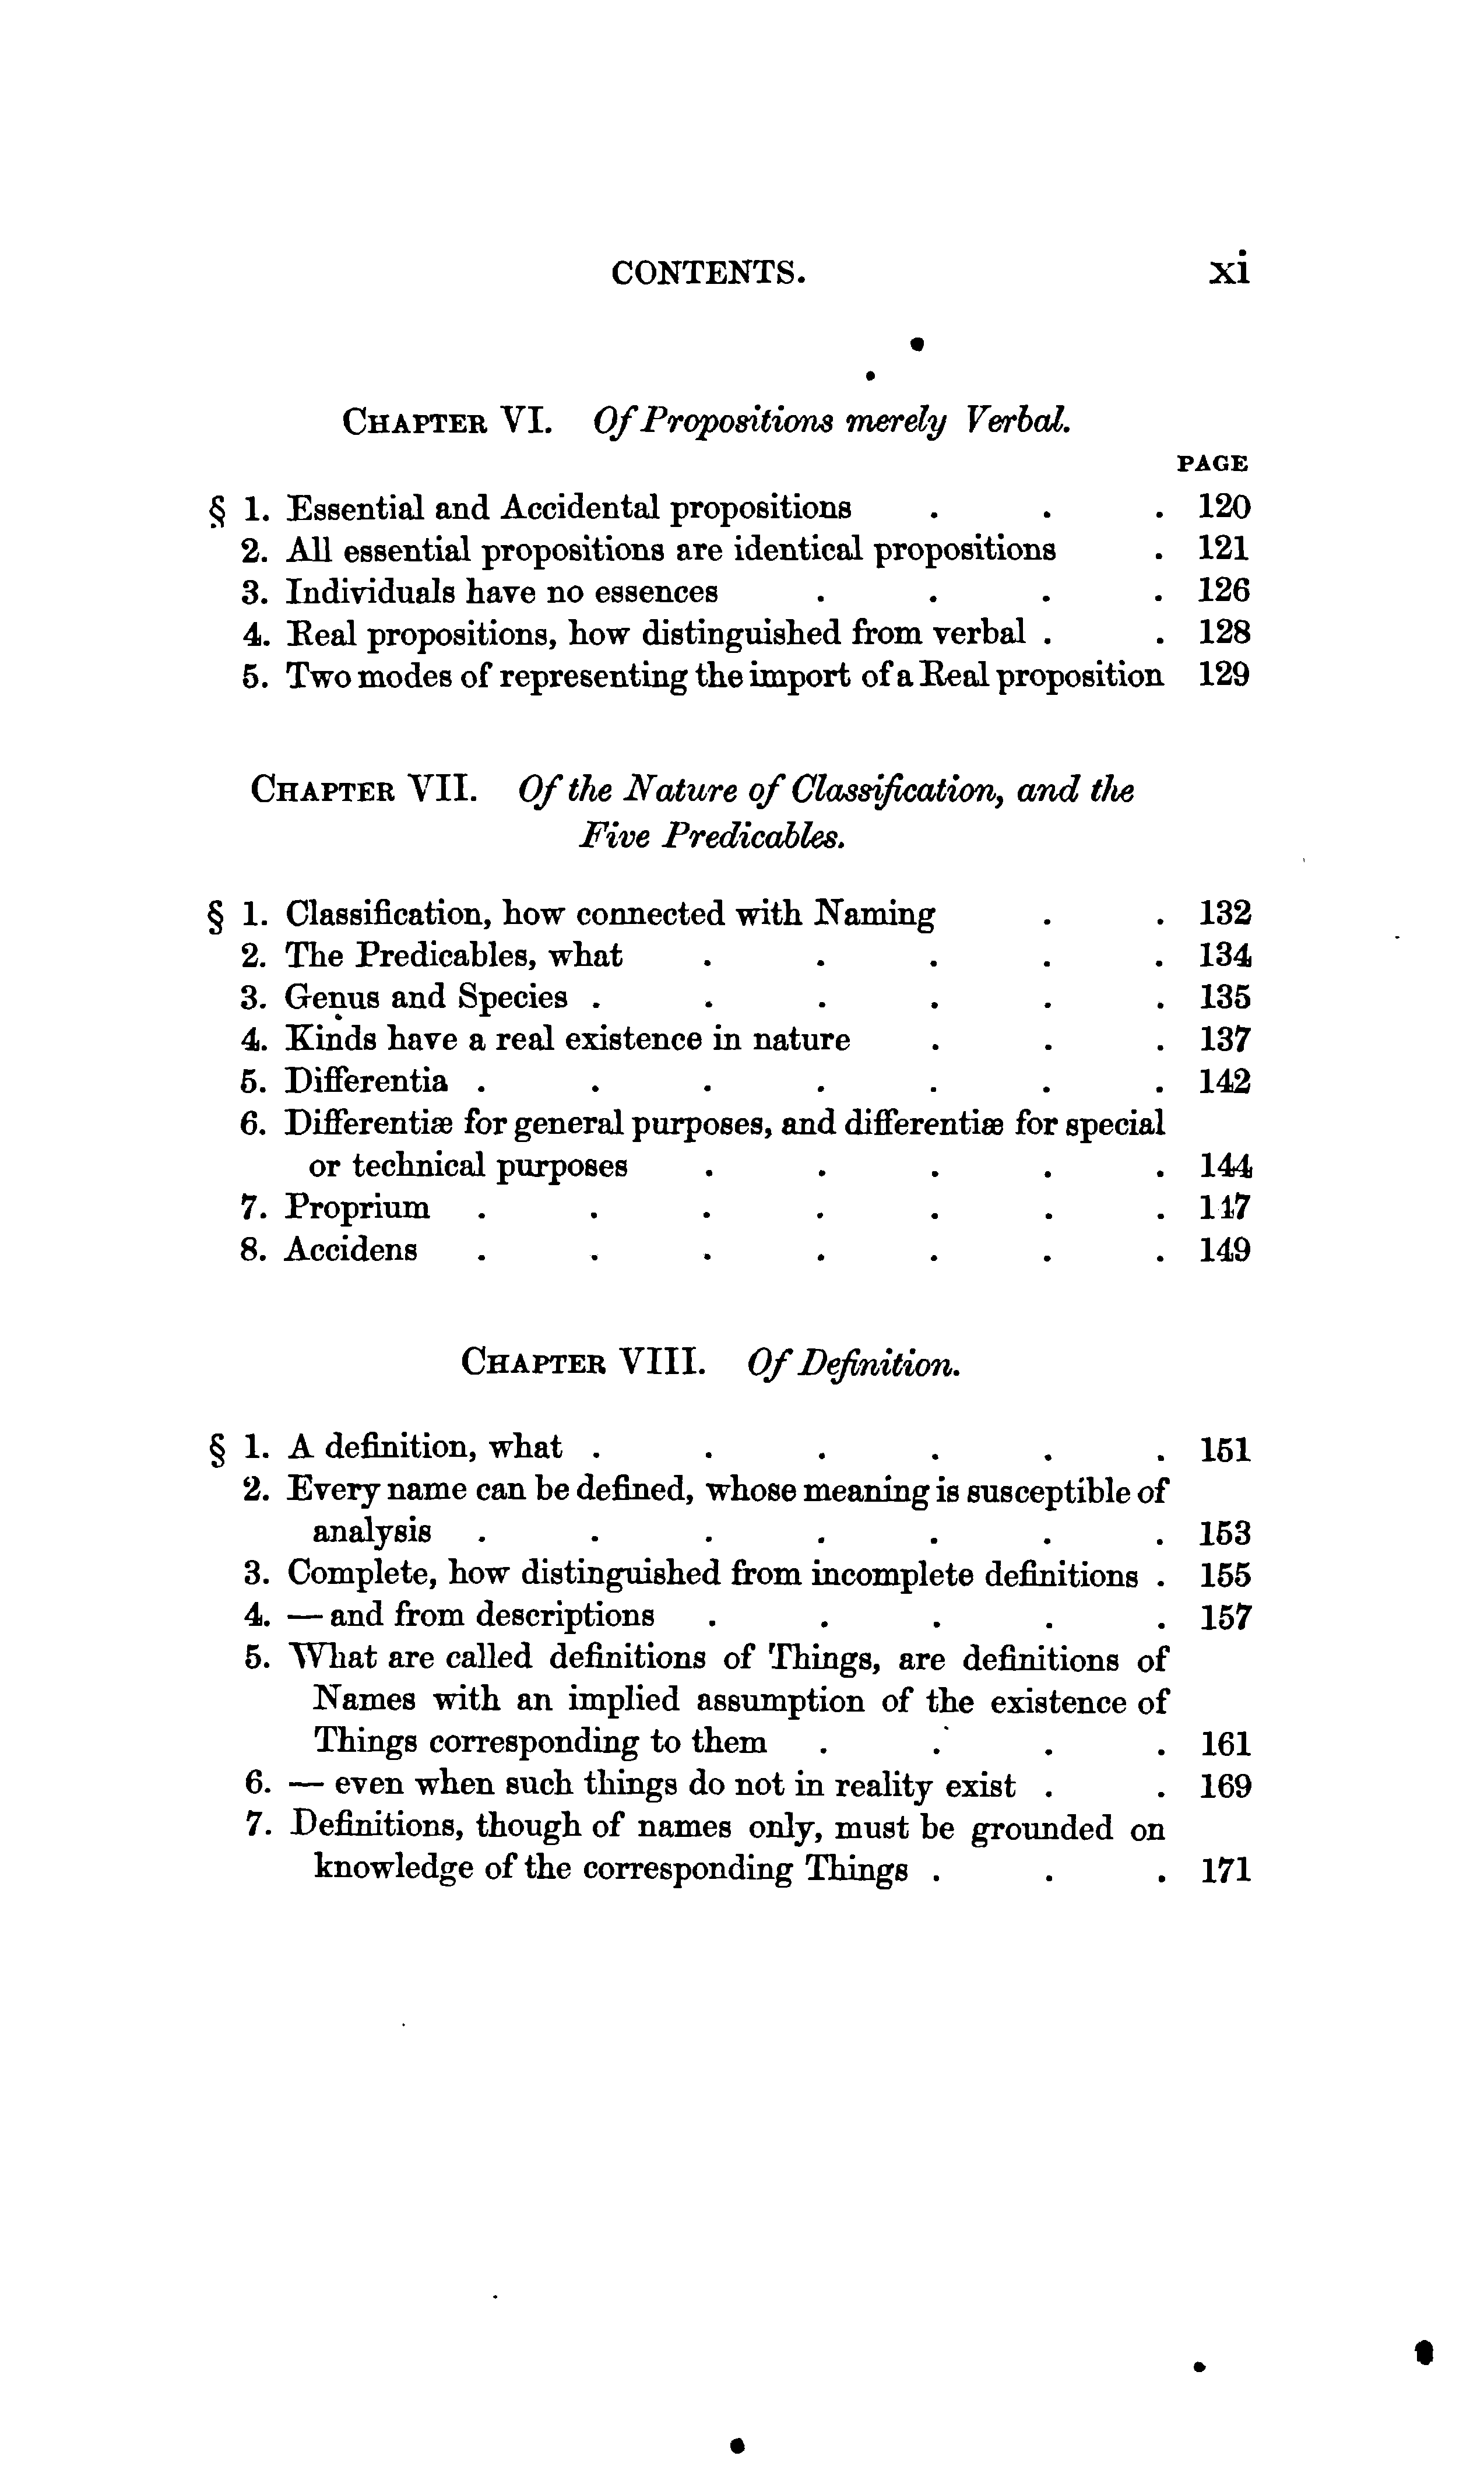 CONTENTS. xi
CHAPTER VI. Of Propositions merely Verbal.
PAGE
§ 1. Essential and Accidental propositions . . . 120
2. All essential propositions are identical propositions . 121
3. Individuals have no essences . . . . 126
4. Real propositions, how distinguished from verbal . . 128
5. Two modes of representing the import of a Real proposition 129
CHAPTER VII. Of the Nature of Classification, and the
Five Predicables.
§ 1. Classification, how connected with Naming . . 132
2. The Predicables, what . . . . . 134
3. Genus and Species . . . . . . 135
4. Kinds have a real existence in nature . . . 137
5. Differentia . . . . . . . 142
6. Differentiæ for general purposes, and differentiæ for special
or technical purposes . . . . . 144
7. Proprium . . . . . . . 147
8. Accidens . . . . . . . 149
CHAPTER VIII. Of Definition.
§ 1. A definition, what . . . . . . 151
2. Every name can be defined, whose meaning is susceptible of
analysis . . . . . . . 153
3. Complete, how distinguished from incomplete definitions . 155
4. — and from descriptions . . . . . 157
5. What are called definitions of Things, are definitions of
Names with an implied assumption of the existence of
Things corresponding to them . . . . 161
6. — even when such things do not in reality exist . . 169
7. Definitions, though of names only, must be grounded on
knowledge of the corresponding Things . . . 171